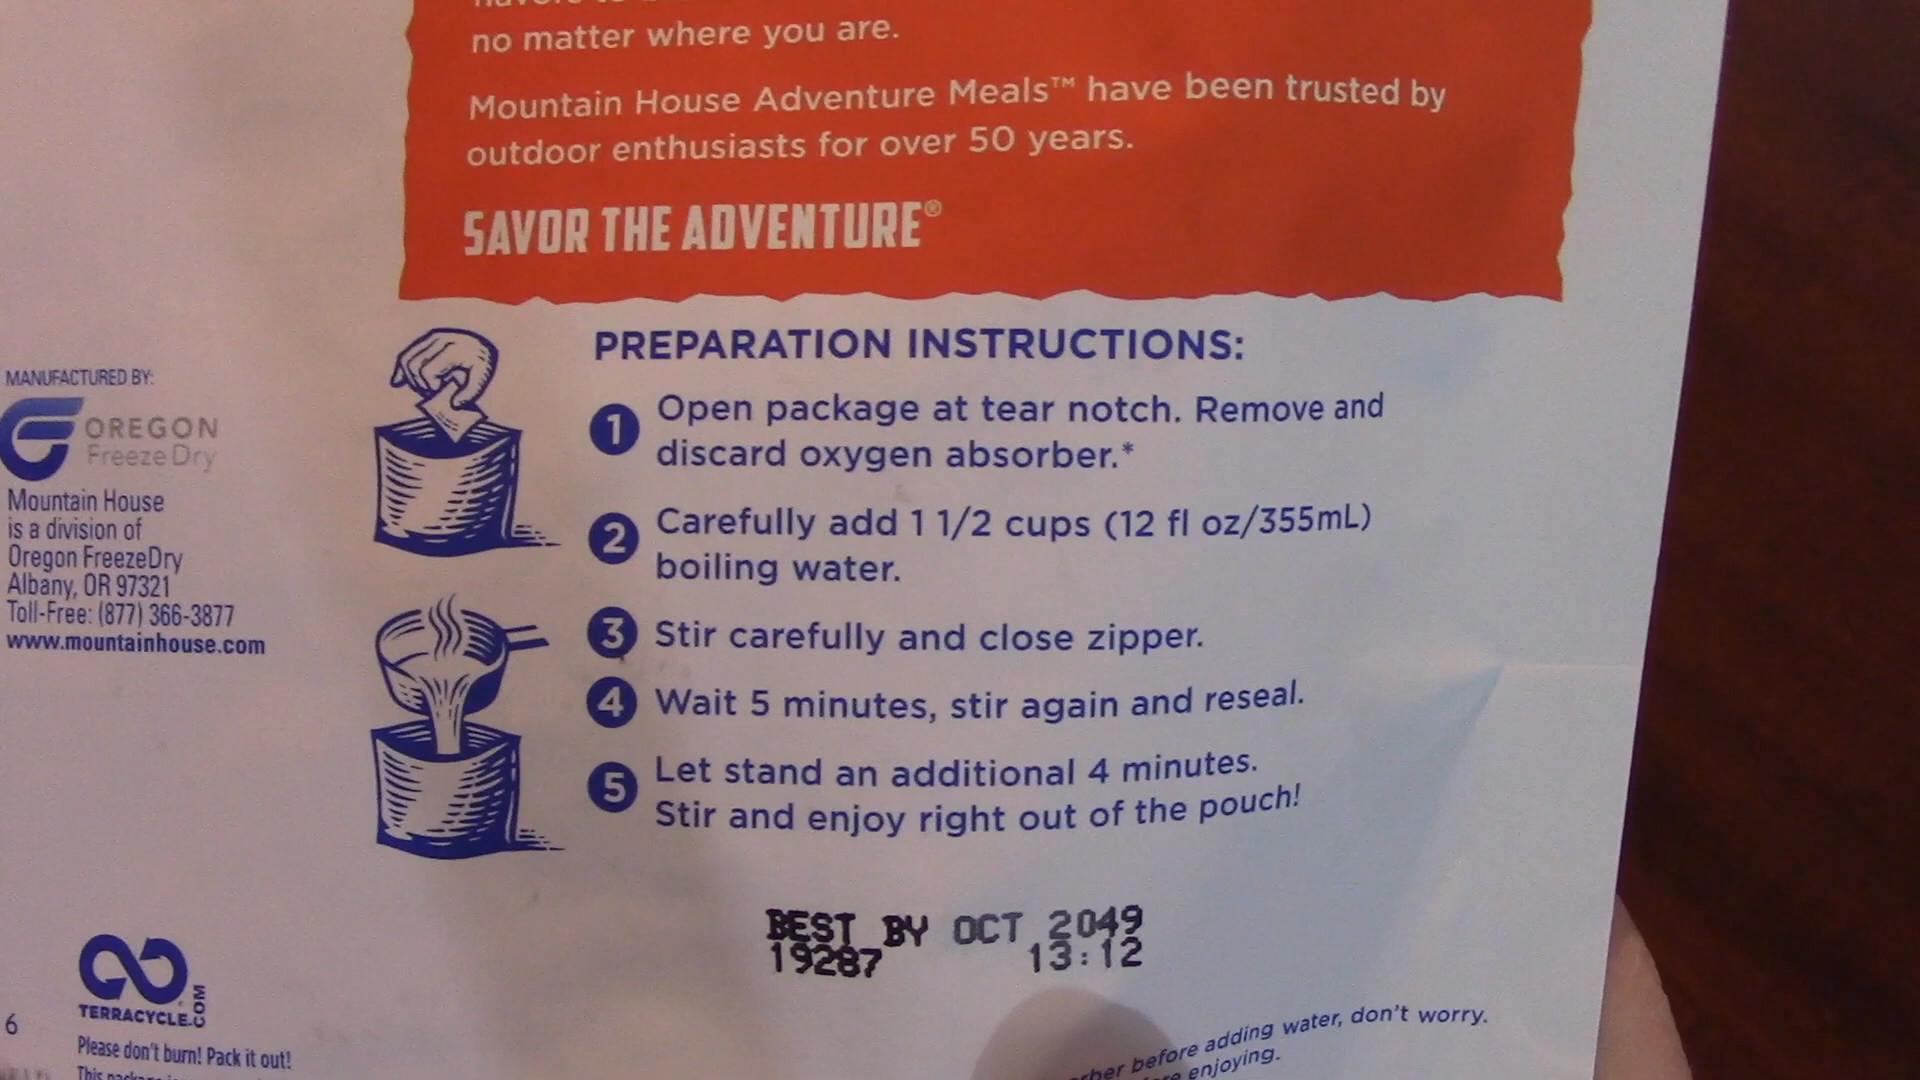 no matter where you are.
Mountain House Adventure Meals™ have been trusted by
outdoor enthusiasts for over 50 years.
SAVOR THE ADVENTURE®
MANUFACTURED BY:
OREGON
FreezeDry
Mountain House
is a division of
Oregon FreezeDry
Albany, OR 97321
Toll-Free: (877) 366-3877
www.mountainhouse.com
PREPARATION INSTRUCTIONS:
1 Open package at tear notch. Remove and
discard oxygen absorber.*
2 Carefully add 1 1/2 cups (12 fl oz/355mL)
boiling water.
3 Stir carefully and close zipper.
4 Wait 5 minutes, stir again and reseal.
5 Let stand an additional 4 minutes.
Stir and enjoy right out of the pouch!
BEST BY OCT 2049
19287 13:12
before adding water, don't worry.
enjoying.
6
TERRACYCLE.COM
Please don't burn! Pack it out!
This